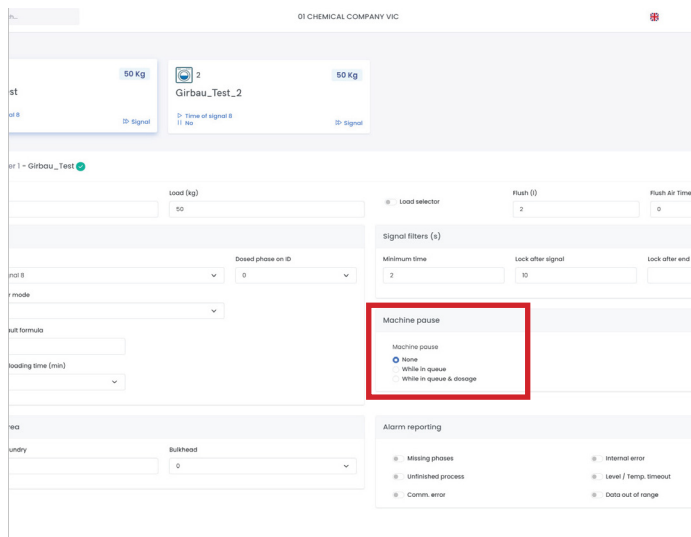 01 CHEMICAL COMPANY VIC
50 Kg
st
nal 8
Signal
2
50 Kg
Girbau_Test_2
Time of signal 8
No
Signal
er 1 - Girbau_Test
Load (kg)
50
Load selector
Flush (l)
2
Flush Air Time
0
Dosed phase on ID
gnal 8
0
r mode
ault formula
loading time (min)
Signal filters (s)
Minimum time
Lock after signal
Lock after end
2
10
Machine pause
Machine pause
None
While in queue
While in queue & dosage
rea
undry
Bulkhead
0
Alarm reporting
Missing phases
Internal error
Unfinished process
Level / Temp. timeout
Comm. error
Data out of range